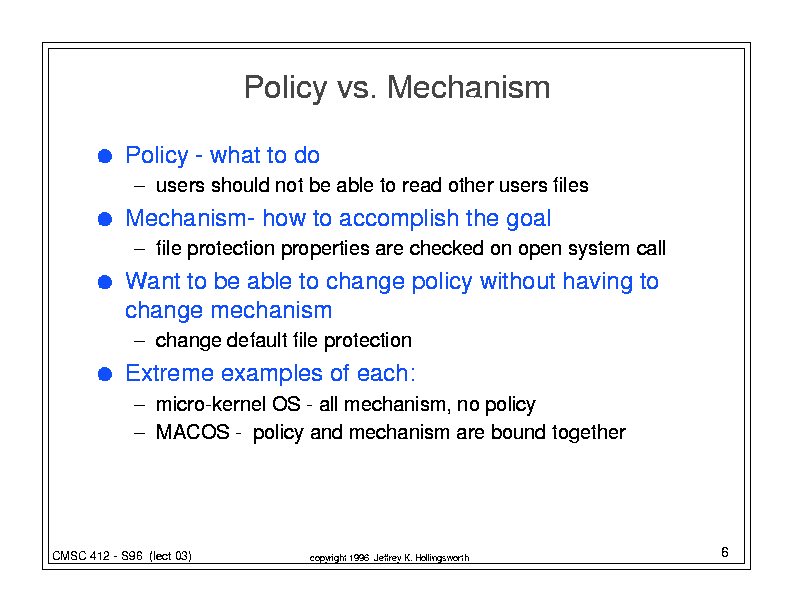 Policy vs. Mechanism
● Policy - what to do
– users should not be able to read other users files
● Mechanism- how to accomplish the goal
– file protection properties are checked on open system call
● Want to be able to change policy without having to
change mechanism
– change default file protection
● Extreme examples of each:
– micro-kernel OS - all mechanism, no policy
– MACOS - policy and mechanism are bound together
CMSC 412 - S96 (lect 03)
copyright 1996 Jeffrey K. Hollingsworth
6